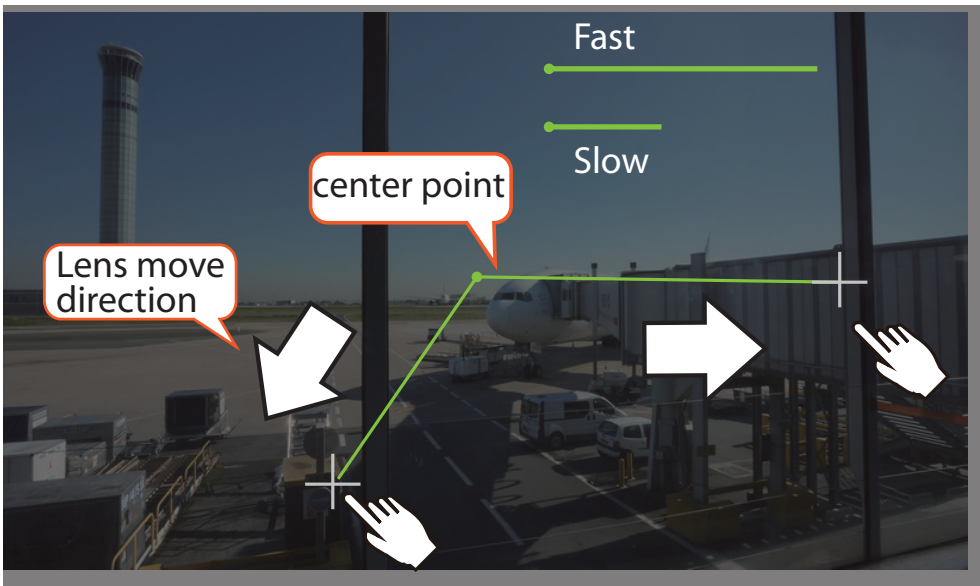 Fast
Slow
center point
Lens move
direction